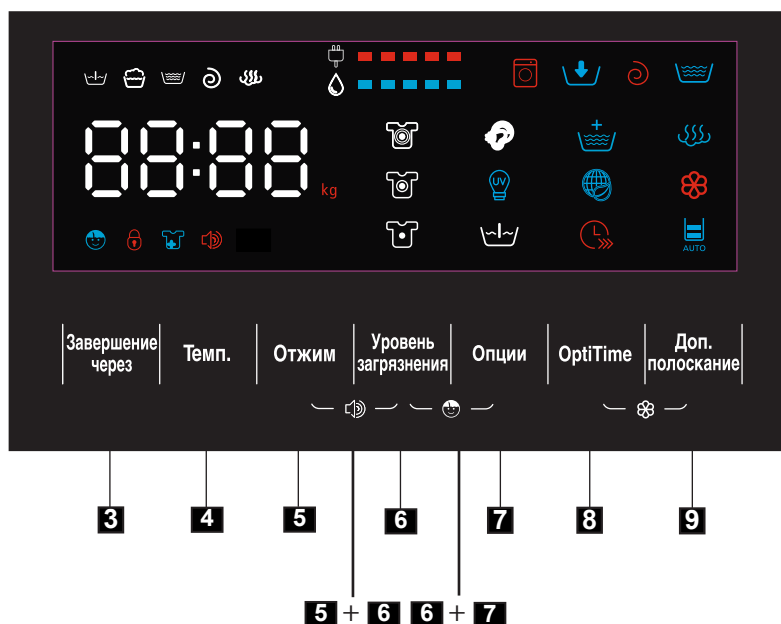 88:88
kg
UV
AUTO
Завершение через
Темп.
Отжим
Уровень загрязнения
Опции
OptiTime
Доп. полоскание
3 4 5 6 7 8 9
5 + 6 6 + 7